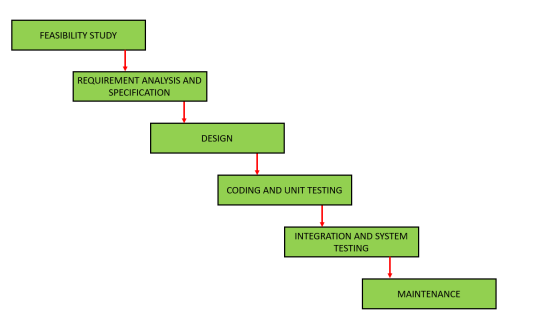 FEASIBILITY STUDY
REQUIREMENT ANALYSIS AND
SPECIFICATION
DESIGN
CODING AND UNIT TESTING
INTEGRATION AND SYSTEM
TESTING
MAINTENANCE